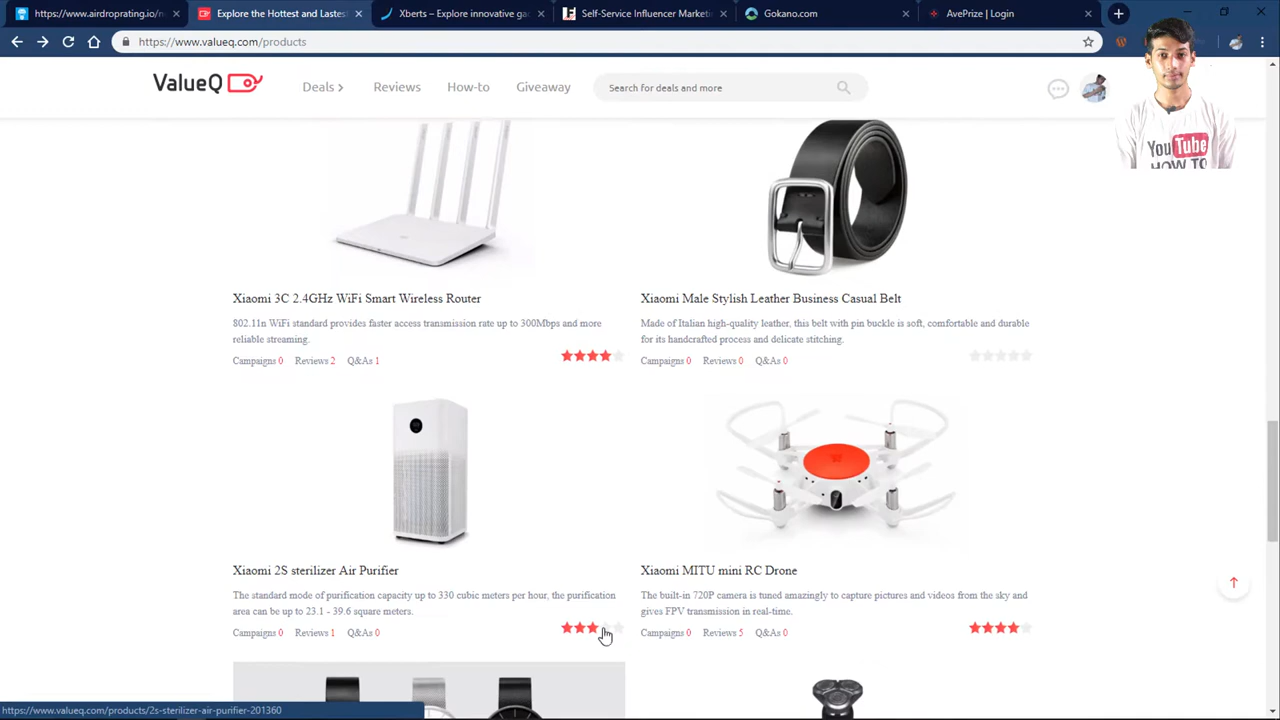 https://www.airdroprating.io/n
Explore the Hottest and Lastes
Xberts – Explore innovative ga
Self-Service Influencer Marketi
Gokano.com
AvePrize | Login
https://www.valueq.com/products
ValueQ
Deals
Reviews
How-to
Giveaway
Search for deals and more
You Tube
HOW TO
Xiaomi 3C 2.4GHz WiFi Smart Wireless Router
802.11n WiFi standard provides faster access transmission rate up to 300Mbps and more
reliable streaming.
Campaigns 0 Reviews 2 Q&As 1
Xiaomi Male Stylish Leather Business Casual Belt
Made of Italian high-quality leather, this belt with pin buckle is soft, comfortable and durable
for its handcrafted process and delicate stitching.
Campaigns 0 Reviews 0 Q&As 0
Xiaomi 2S sterilizer Air Purifier
The standard mode of purification capacity up to 330 cubic meters per hour, the purification
area can be up to 23.1 - 39.6 square meters.
Campaigns 0 Reviews 1 Q&As 0
Xiaomi MITU mini RC Drone
The built-in 720P camera is tuned amazingly to capture pictures and videos from the sky and
gives FPV transmission in real-time.
Campaigns 0 Reviews 5 Q&As 0
https://www.valueq.com/products/2s-sterilizer-air-purifier-201360